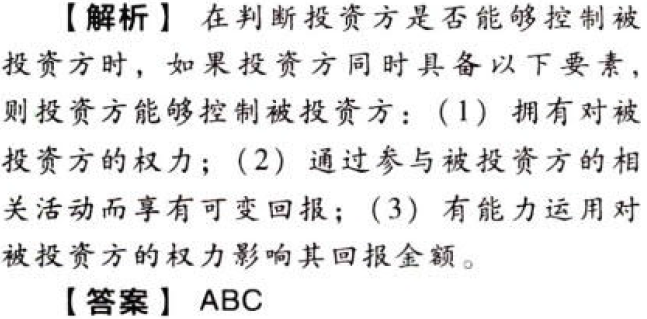 【解析】 在判断投资方是否能够控制被
投资方时，如果投资方同时具备以下要素，
则投资方能够控制被投资方：（1） 拥有对被
投资方的权力；（2） 通过参与被投资方的相
关活动而享有可变回报；（3） 有能力运用对
被投资方的权力影响其回报金额。
【答案】 ABC